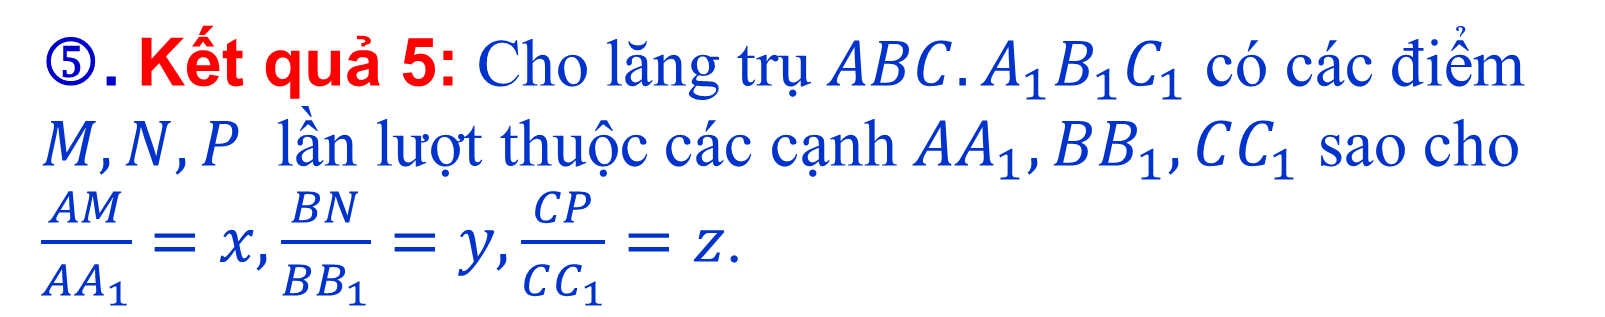 ⑤. Kết quả 5: Cho lăng trụ ABC.A₁B₁C₁ có các điểm
M, N, P lần lượt thuộc các cạnh AA₁, BB₁, CC₁ sao cho
AM/AA₁ = x, BN/BB₁ = y, CP/CC₁ = z.